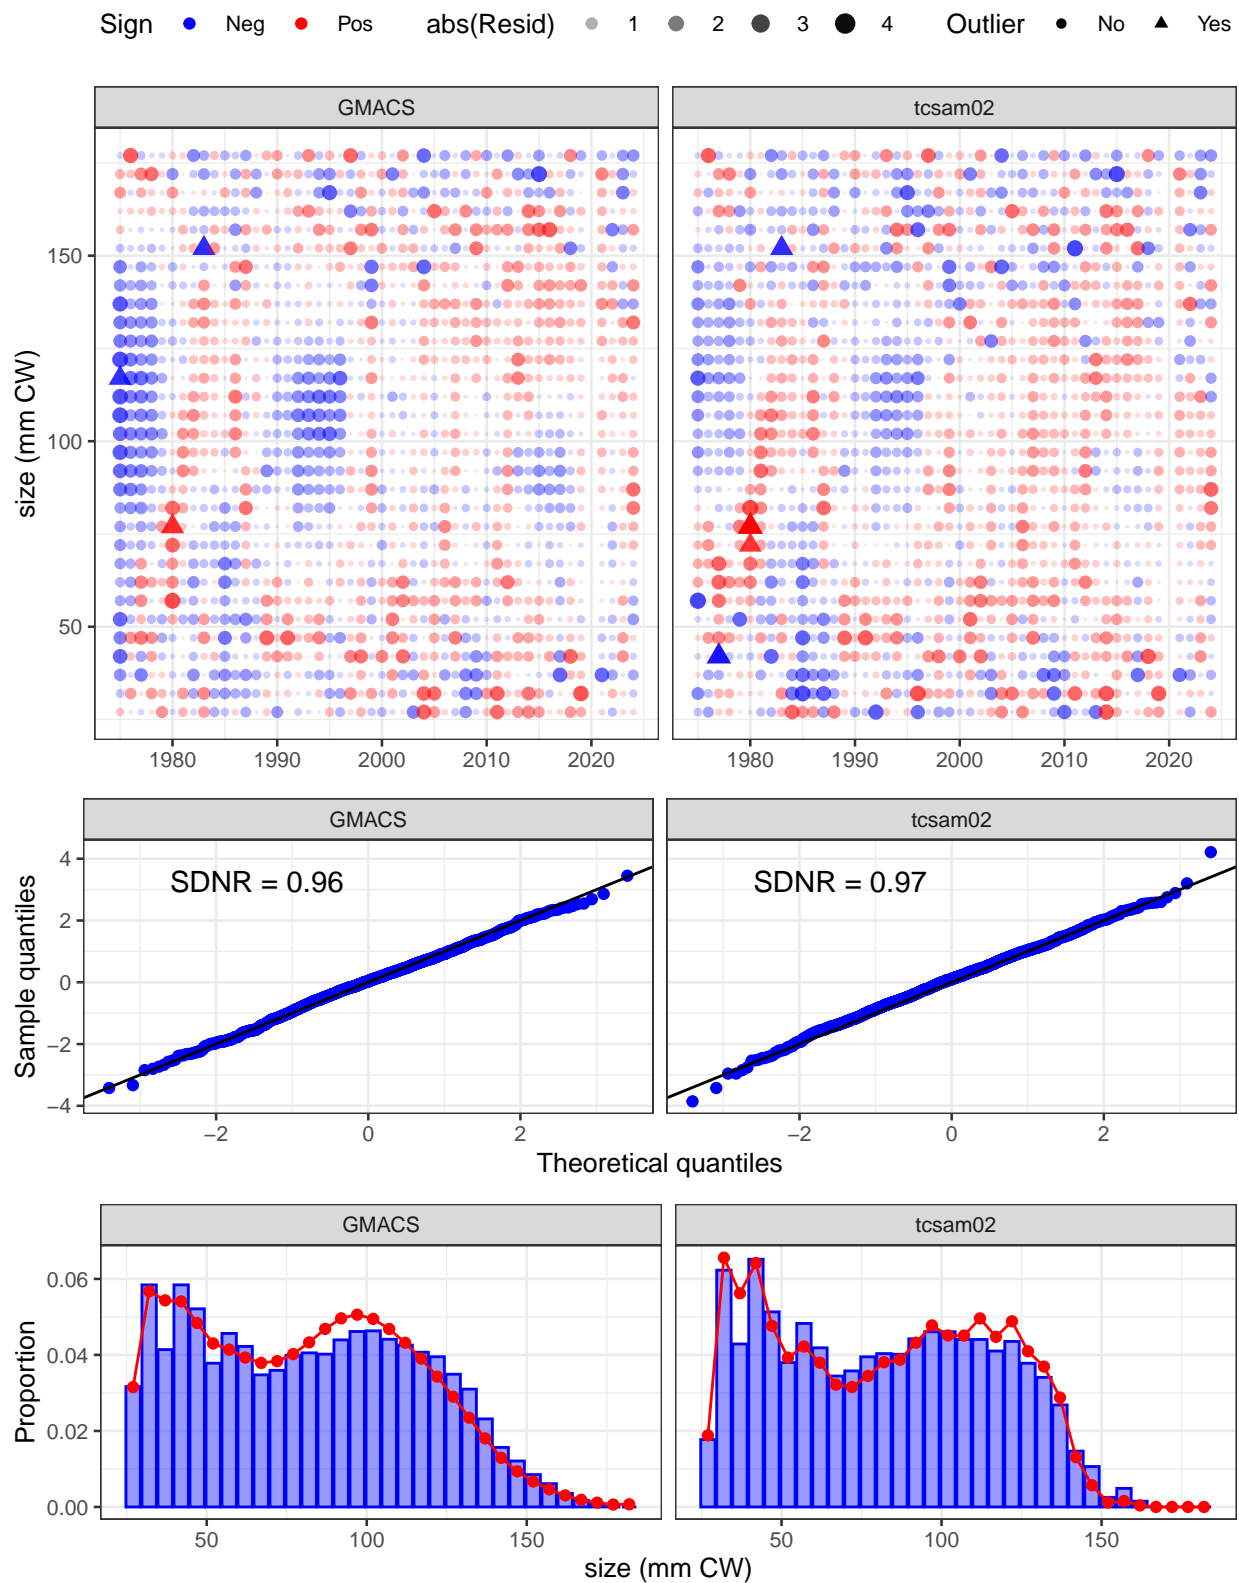 Sign Neg Pos abs(Resid) 1 2 3 4 Outlier No Yes
GMACS tcsam02
150
100
50
size (mm CW)
1980 1990 2000 2010 2020 1980 1990 2000 2010 2020
GMACS tcsam02
SDNR = 0.96 SDNR = 0.97
4
2
0
−2
−4
Sample quantiles
−2 0 2 −2 0 2
Theoretical quantiles
GMACS tcsam02
0.06
0.04
0.02
0.00
Proportion
50 100 150 50 100 150
size (mm CW)